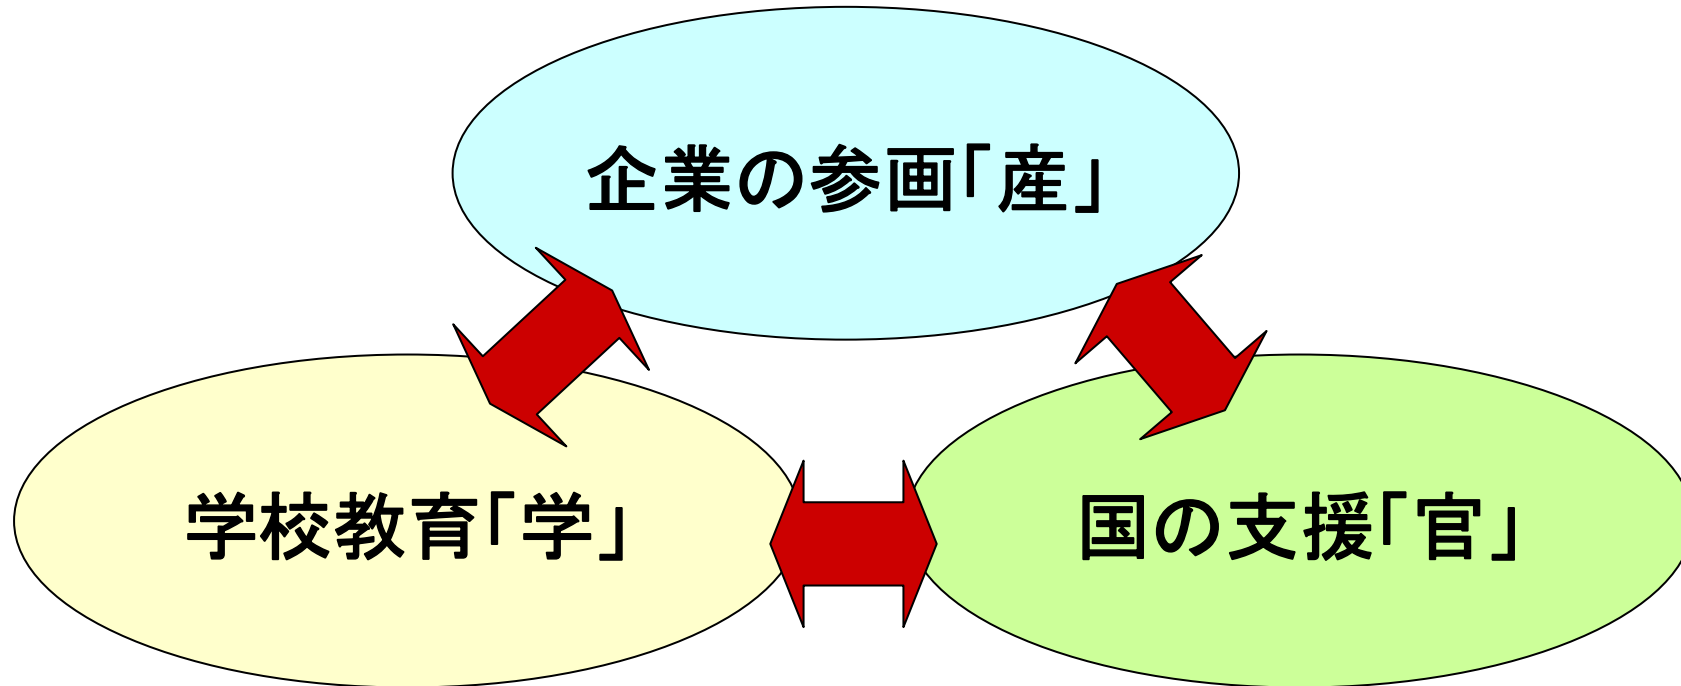 企業の参画「産」
学校教育「学」
国の支援「官」